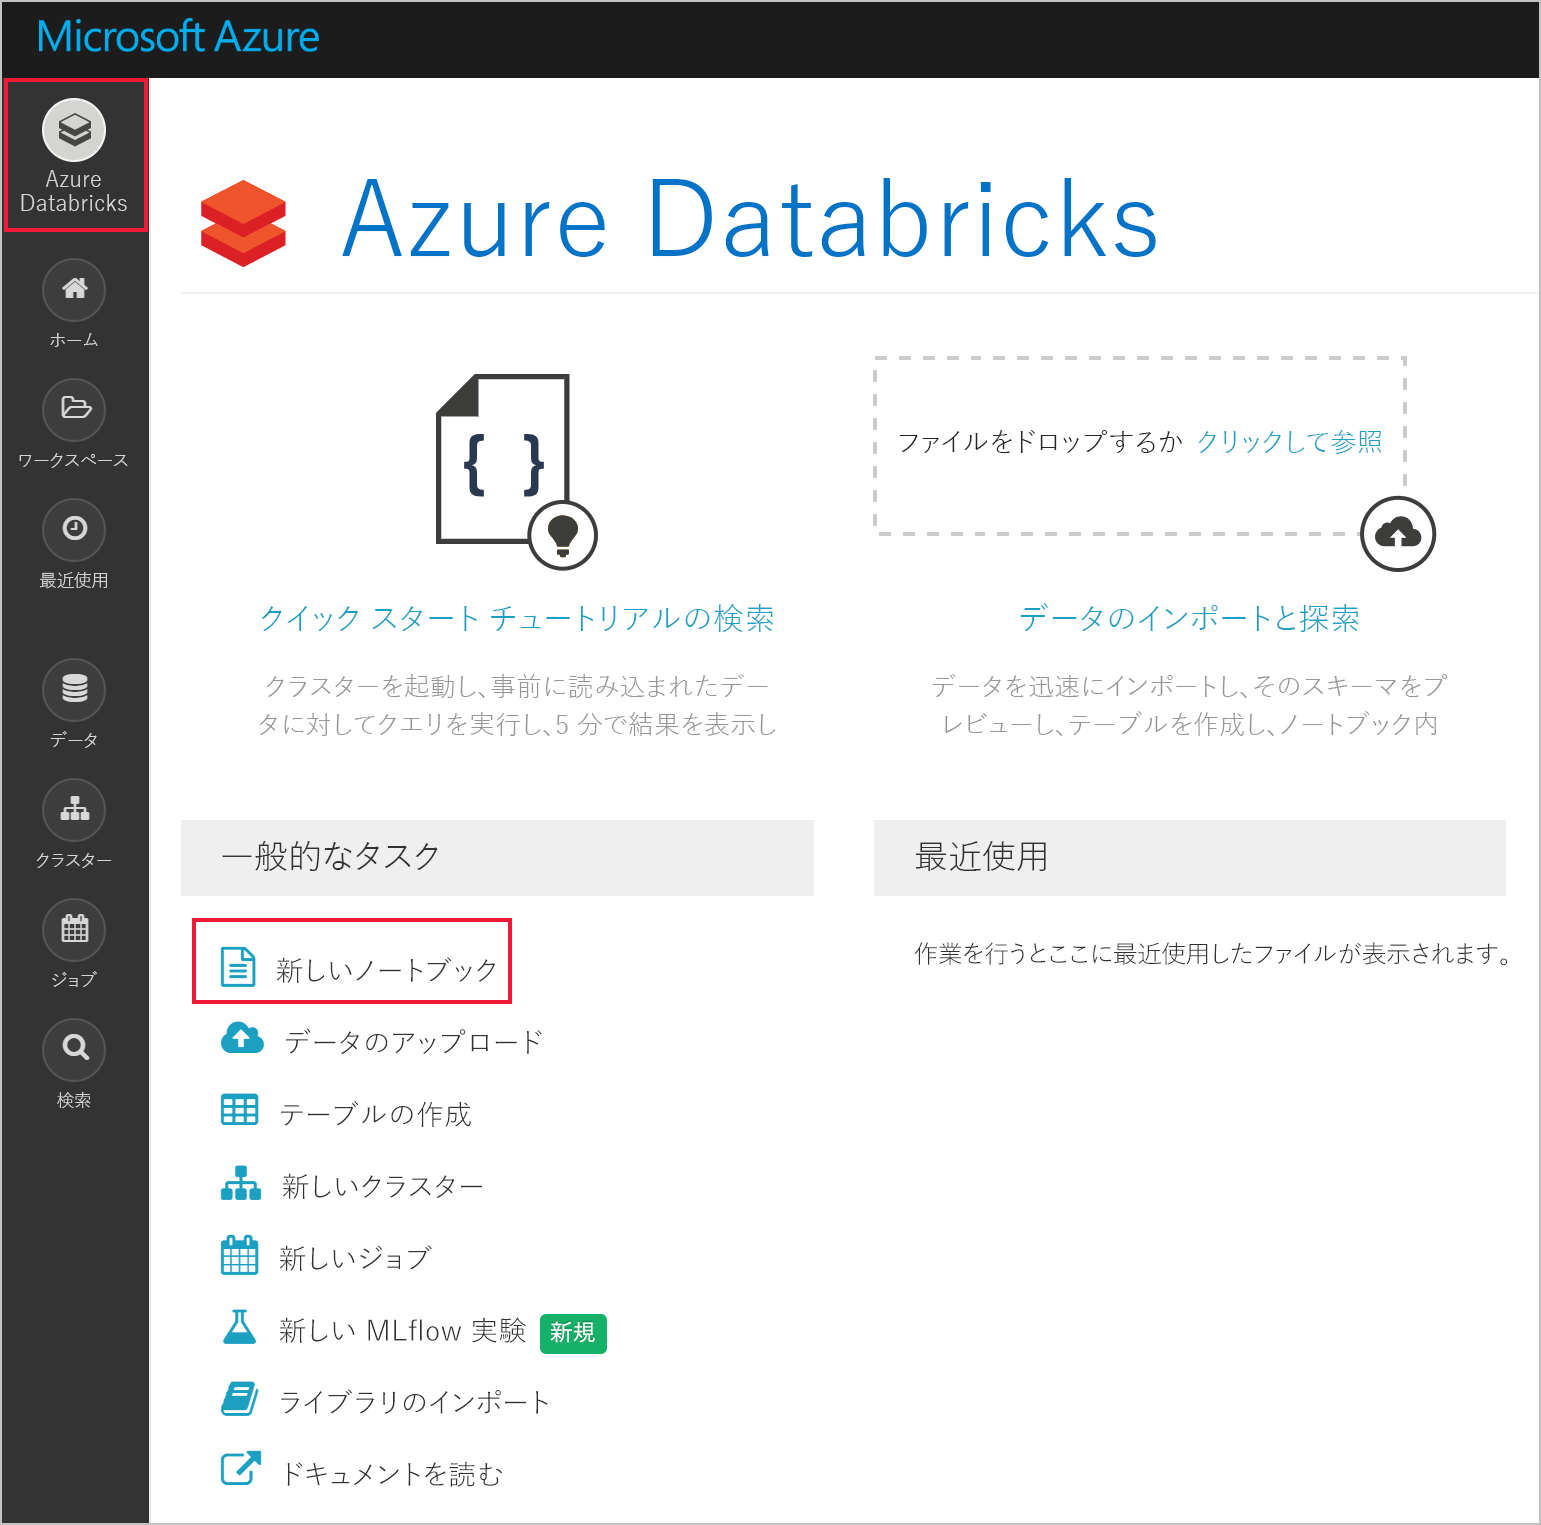 Microsoft Azure
Azure
Databricks
ホーム
ワークスペース
最近使用
データ
クラスター
ジョブ
検索
Azure Databricks
{ }
ファイルをドロップするか クリックして参照
クイック スタート チュートリアルの検索
クラスターを起動し、事前に読み込まれたデー
タに対してクエリを実行し、5 分で結果を表示し
データのインポートと探索
データを迅速にインポートし、そのスキーマをプ
レビューし、テーブルを作成し、ノートブック内
一般的なタスク
新しいノートブック
データのアップロード
テーブルの作成
新しいクラスター
新しいジョブ
新しい MLflow 実験 新規
ライブラリのインポート
ドキュメントを読む
最近使用
作業を行うとここに最近使用したファイルが表示されます。